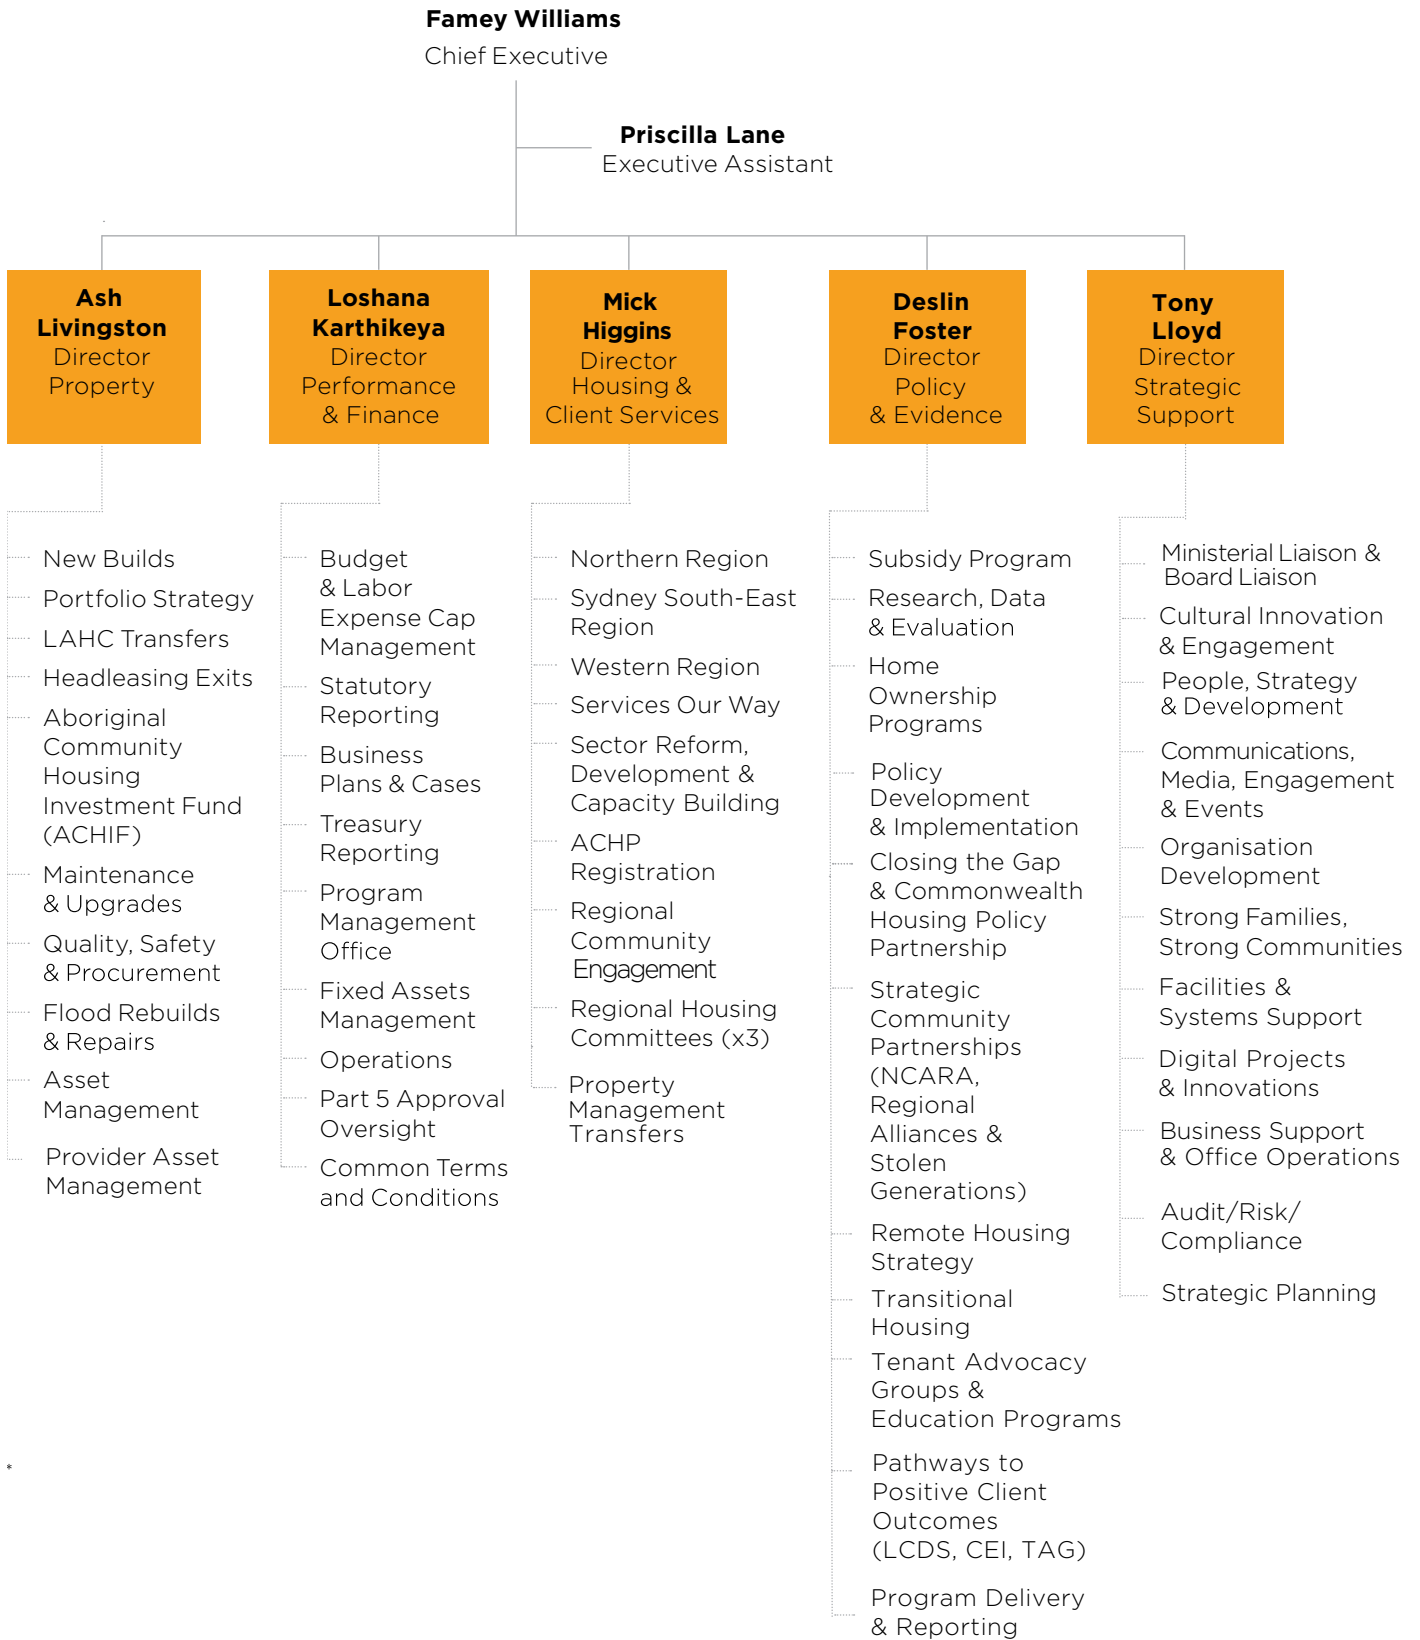 Famey Williams
Chief Executive
Priscilla Lane
Executive Assistant
Ash
Livingston
Director
Property
New Builds
Portfolio Strategy
LAHC Transfers
Headleasing Exits
Aboriginal
Community
Housing
Investment Fund
(ACHIF)
Maintenance
& Upgrades
Quality, Safety
& Procurement
Flood Rebuilds
& Repairs
Asset
Management
Provider Asset
Management
*
Loshana
Karthikeya
Director
Performance
& Finance
Budget
& Labor
Expense Cap
Management
Statutory
Reporting
Business
Plans & Cases
Treasury
Reporting
Program
Management
Office
Fixed Assets
Management
Operations
Part 5 Approval
Oversight
Common Terms
and Conditions
Mick
Higgins
Director
Housing &
Client Services
Northern Region
Sydney South-East
Region
Western Region
Services Our Way
Sector Reform,
Development &
Capacity Building
ACHP
Registration
Regional
Community
Engagement
Regional Housing
Committees (x3)
Property
Management
Transfers
Deslin
Foster
Director
Policy
& Evidence
Subsidy Program
Research, Data
& Evaluation
Home
Ownership
Programs
Policy
Development
& Implementation
Closing the Gap
& Commonwealth
Housing Policy
Partnership
Strategic
Community
Partnerships
(NCARA,
Regional
Alliances &
Stolen
Generations)
Remote Housing
Strategy
Transitional
Housing
Tenant Advocacy
Groups &
Education Programs
Pathways to
Positive Client
Outcomes
(LCDS, CEI, TAG)
Program Delivery
& Reporting
Tony
Lloyd
Director
Strategic
Support
Ministerial Liaison &
Board Liaison
Cultural Innovation
& Engagement
People, Strategy
& Development
Communications,
Media, Engagement
& Events
Organisation
Development
Strong Families,
Strong Communities
Facilities &
Systems Support
Digital Projects
& Innovations
Business Support
& Office Operations
Audit/Risk/
Compliance
Strategic Planning